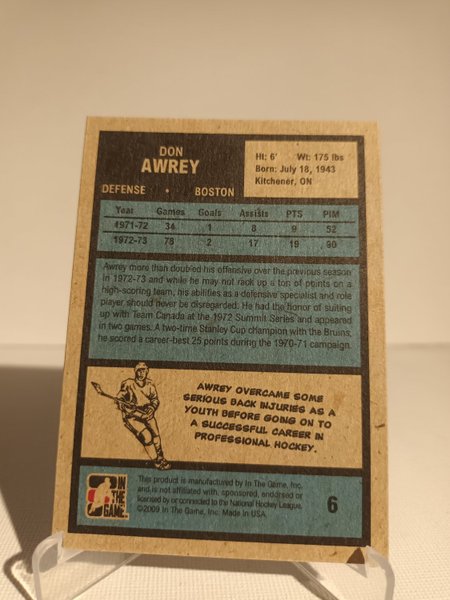 DON
AWREY
DEFENSE • BOSTON
Ht: 6' Wt: 175 lbs
Born: July 18, 1943
Kitchener, ON
Year Games Goals Assists PTS PIM
1971-72 34 1 8 9 52
1972-73 78 2 17 19 90
Awrey more than doubled his offensive over the previous season
in 1972-73 and while he may not rack up a ton of points on a
high-scoring team, his abilities as a defensive specialist and role
player should never be disregarded. He had the honor of suiting
up with Team Canada at the 1972 Summit Series and appeared
in two games. A two-time Stanley Cup champion with the Bruins,
he scored a career-best 25 points during the 1970-71 campaign.
AWREY OVERCAME SOME
SERIOUS BACK INJURIES AS A
YOUTH BEFORE GOING ON TO
A SUCCESSFUL CAREER IN
PROFESSIONAL HOCKEY.
IN
THE
GAME
This product is manufactured by In The Game, Inc.
and is not affiliated with, sponsored, endorsed or
licensed by or connected to the National Hockey League.
©2009 In The Game, Inc. Made in USA
6